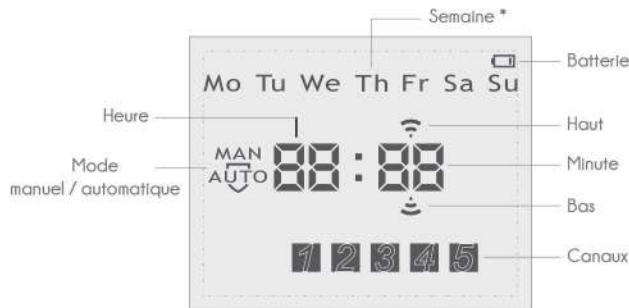 Semaine *
Batterie
Mo Tu We Th Fr Sa Su
Heure
Haut
MAN
88:88
Minute
Mode
manuel / automatique
AUTO
Bas
1 2 3 4 5
Canaux